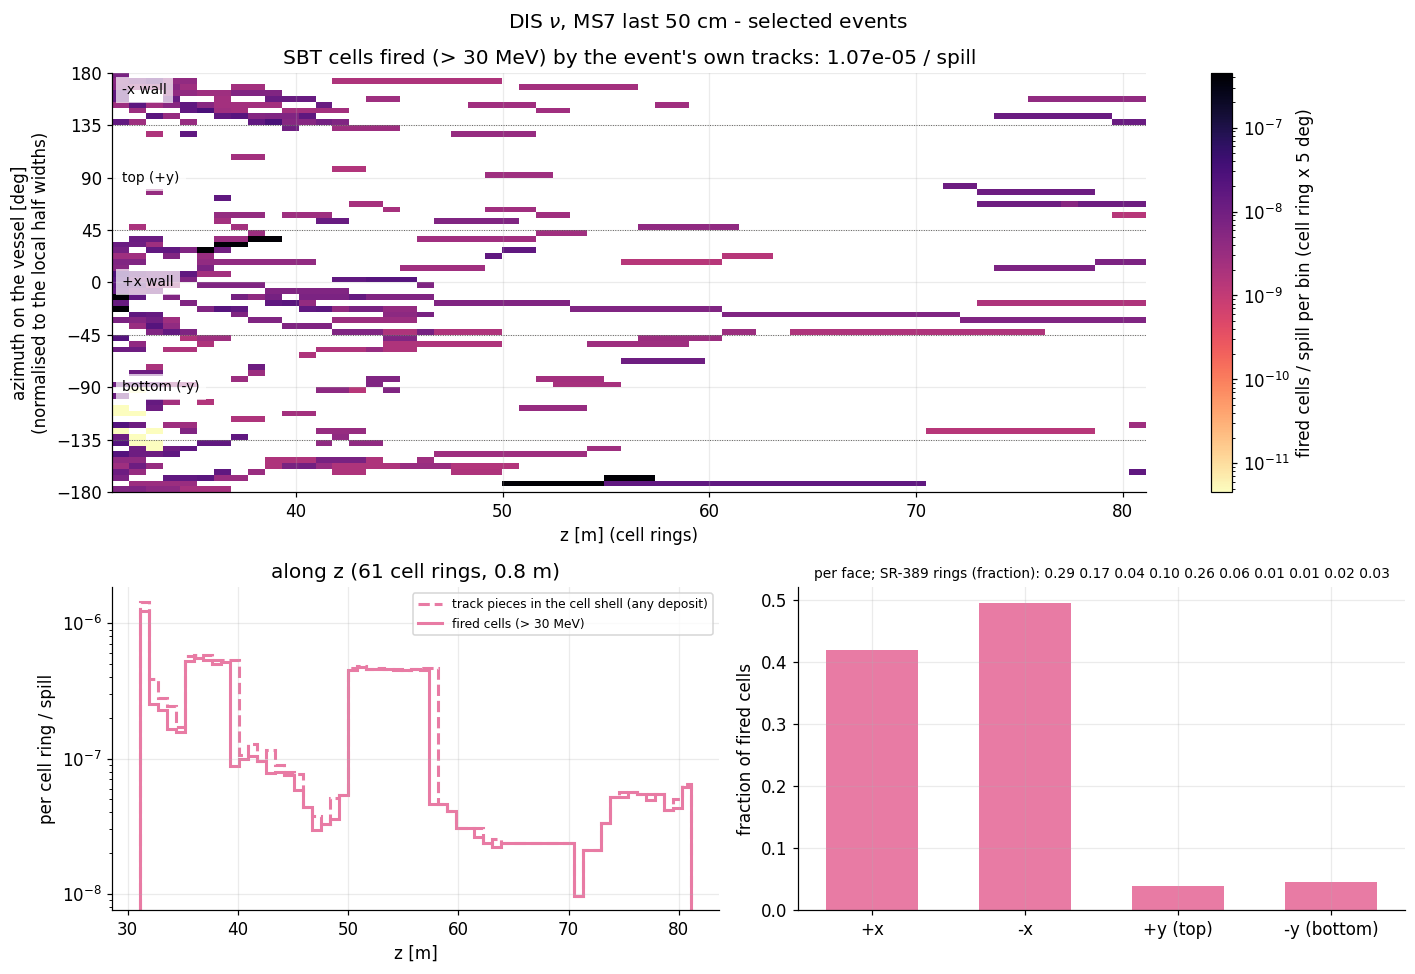 DIS ν, MS7 last 50 cm - selected events
SBT cells fired (> 30 MeV) by the event's own tracks: 1.07e-05 / spill
azimuth on the vessel [deg]
(normalised to the local half widths)
180
135
90
45
0
−45
−90
−135
−180
-x wall
top (+y)
+x wall
bottom (-y)
40
50
60
70
80
z [m] (cell rings)
10⁻⁷
10⁻⁸
10⁻⁹
10⁻¹⁰
10⁻¹¹
fired cells / spill per bin (cell ring x 5 deg)
along z (61 cell rings, 0.8 m)
per cell ring / spill
10⁻⁶
10⁻⁷
10⁻⁸
track pieces in the cell shell (any deposit)
fired cells (> 30 MeV)
30
40
50
60
70
80
z [m]
per face; SR-389 rings (fraction): 0.29 0.17 0.04 0.10 0.26 0.06 0.01 0.01 0.02 0.03
fraction of fired cells
0.5
0.4
0.3
0.2
0.1
0.0
+x
-x
+y (top)
-y (bottom)